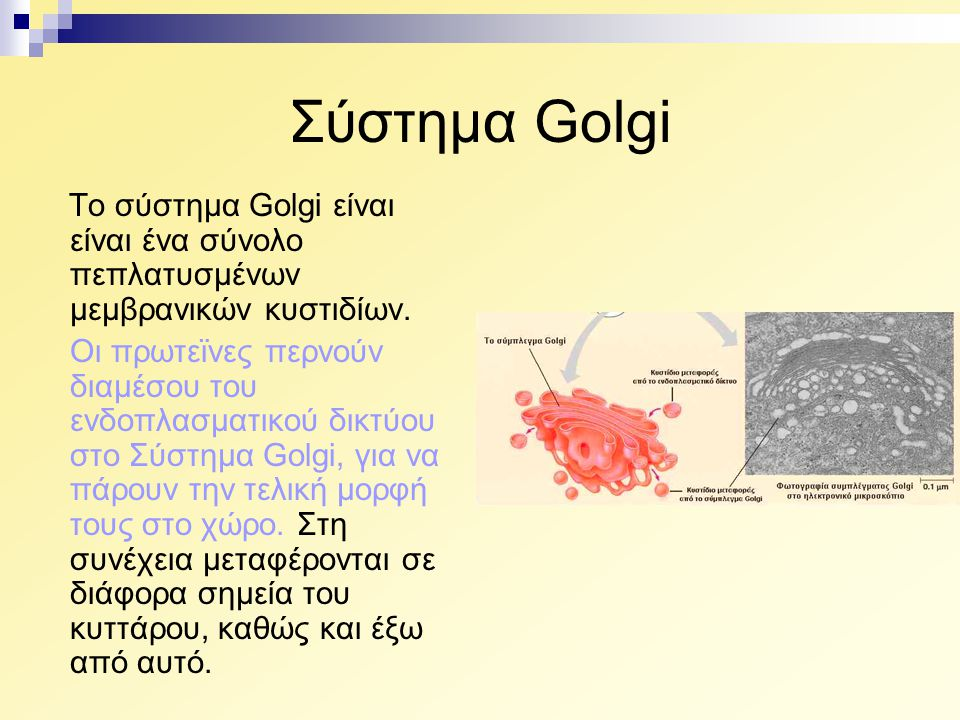 Σύστημα Golgi
Το σύστημα Golgi είναι
είναι ένα σύνολο
πεπλατυσμένων
μεμβρανικών κυστιδίων.
Οι πρωτεϊνες περνούν
διαμέσου του
ενδοπλασματικού δικτύου
στο Σύστημα Golgi, για να
πάρουν την τελική μορφή
τους στο χώρο. Στη
συνέχεια μεταφέρονται σε
διάφορα σημεία του
κυττάρου, καθώς και έξω
από αυτό.
Το σύμπλεγμα Golgi
Κυστίδιο μεταφοράς
από το ενδοπλασματικό δίκτυο
Κυστίδιο μεταφοράς
από το σύμπλεγμα Golgi
Φωτογραφία συμπλέγματος Golgi
στο ηλεκτρονικό μικροσκόπιο
0.1 μm